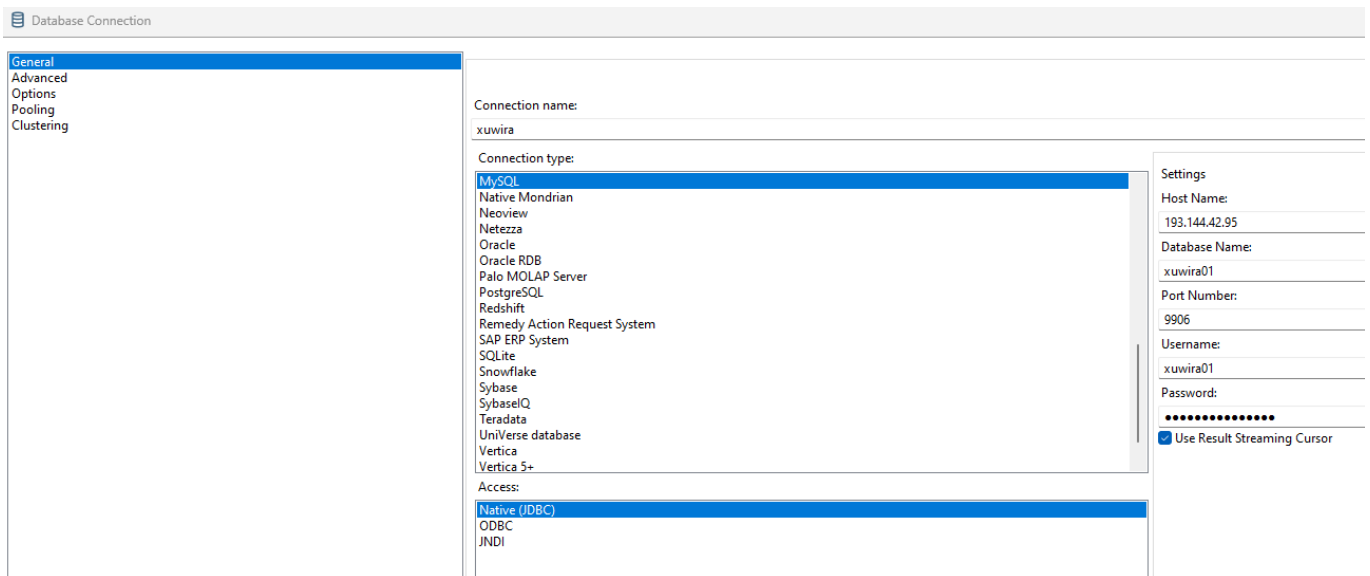 Database Connection
General
Advanced
Options
Pooling
Clustering
Connection name:
xuwira
Connection type:
MySQL
Native Mondrian
Neoview
Netezza
Oracle
Oracle RDB
Palo MOLAP Server
PostgreSQL
Redshift
Remedy Action Request System
SAP ERP System
SQLite
Snowflake
Sybase
SybaseIQ
Teradata
UniVerse database
Vertica
Vertica 5+
Access:
Native (JDBC)
ODBC
JNDI
Settings
Host Name:
193.144.42.95
Database Name:
xuwira01
Port Number:
9906
Username:
xuwira01
Password:
●●●●●●●●●●●●●●●
Use Result Streaming Cursor